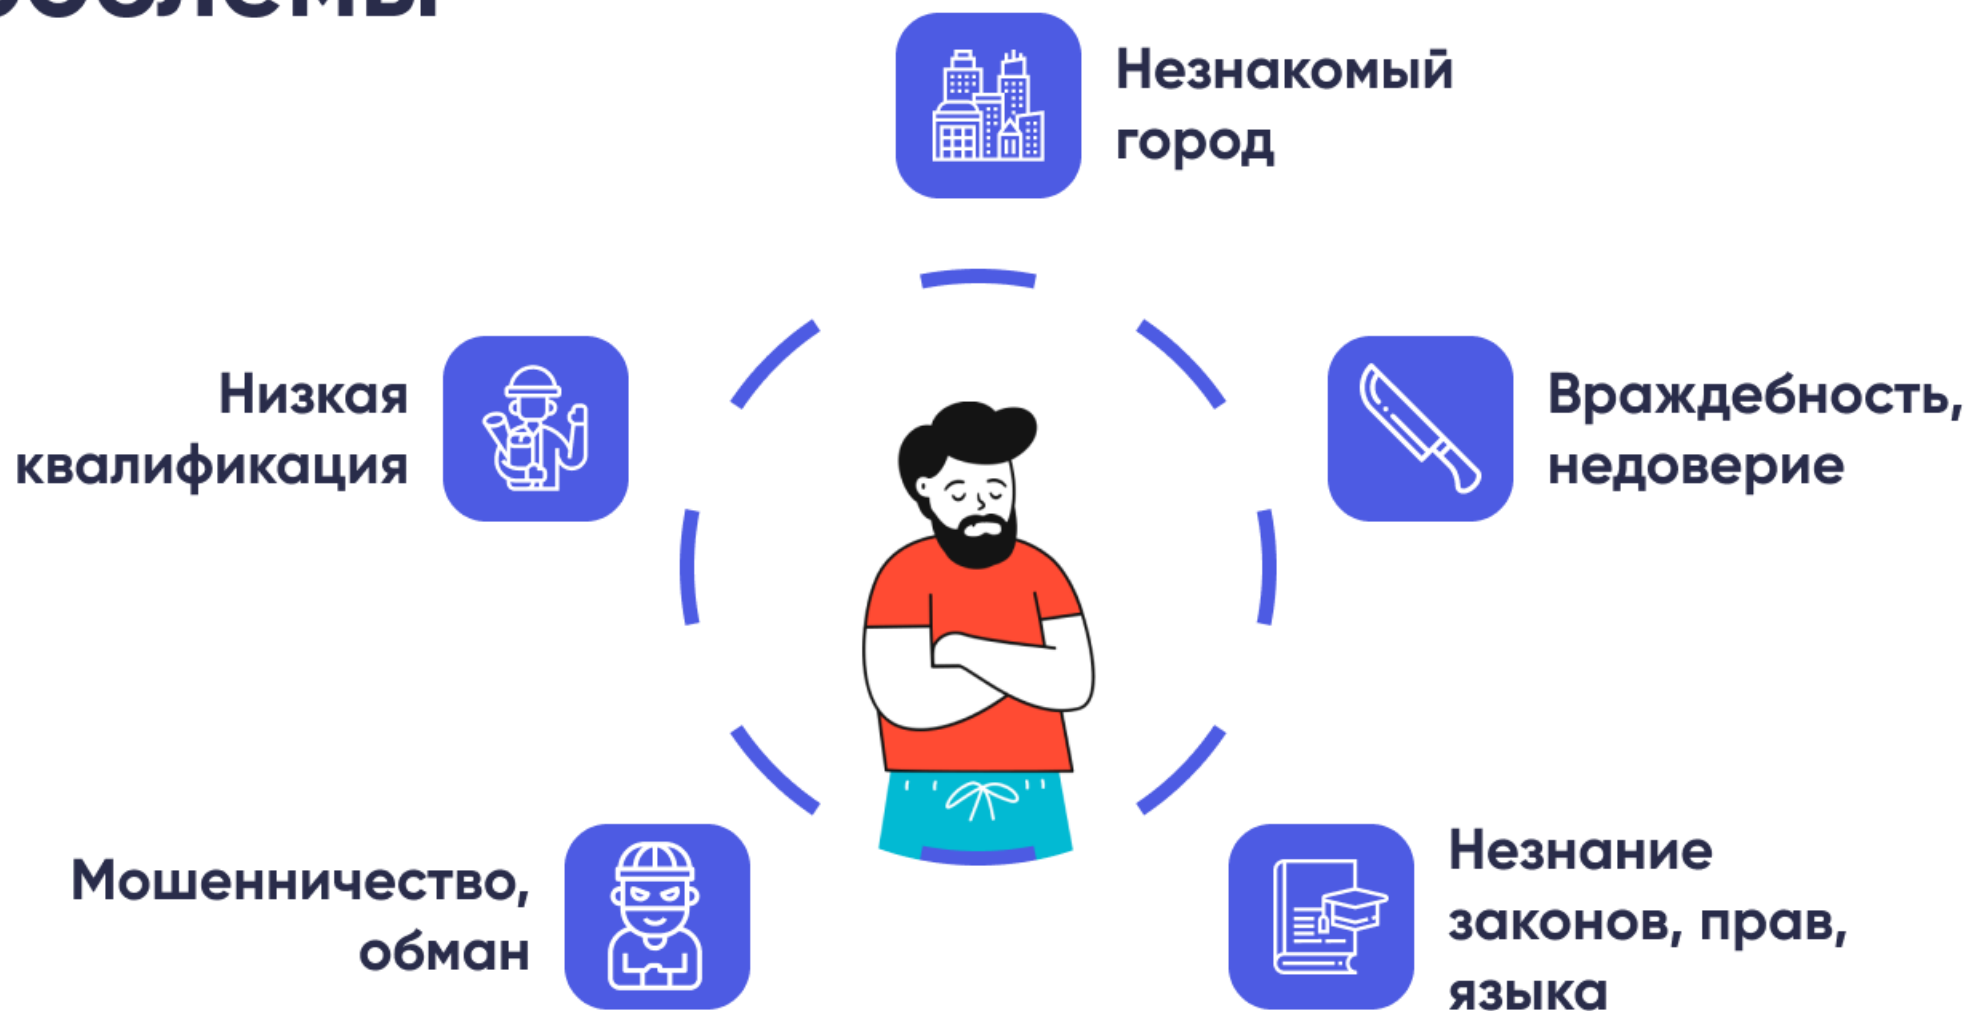 Незнакомый
город
Низкая
квалификация
Враждебность,
недоверие
Мошенничество,
обман
Незнание
законов, прав,
языка